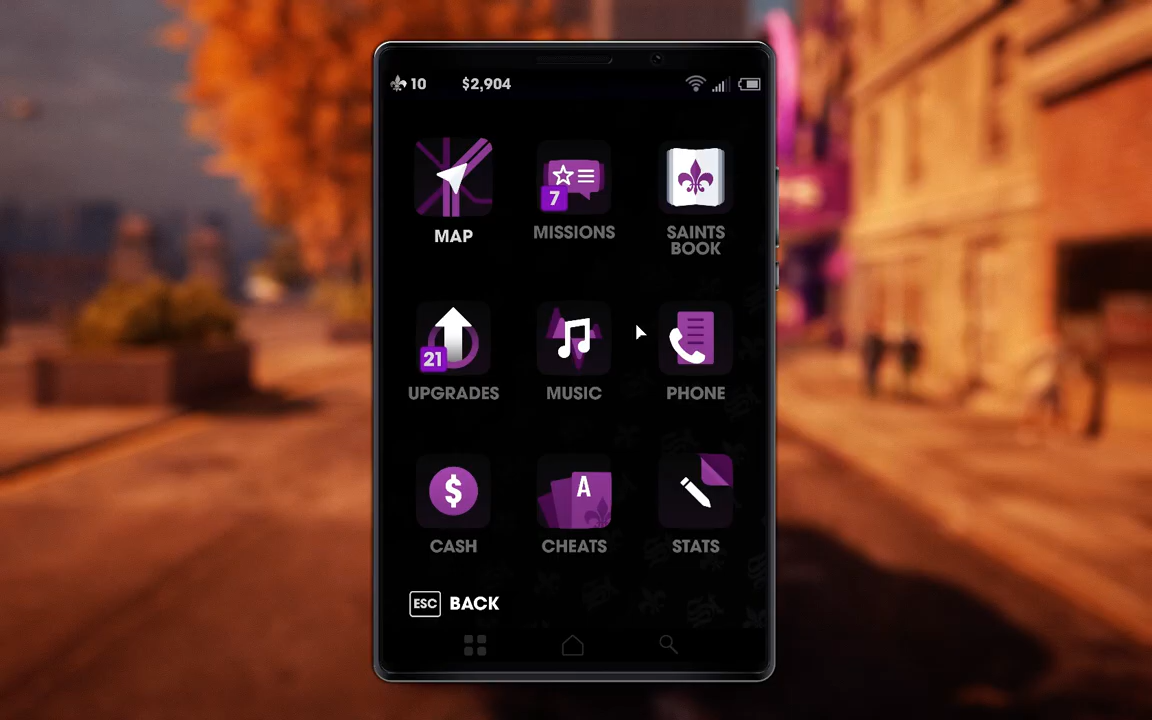 10 $2,904
MAP
7
MISSIONS
SAINTS
BOOK
21
UPGRADES
MUSIC
PHONE
$
CASH
A
CHEATS
STATS
ESC BACK